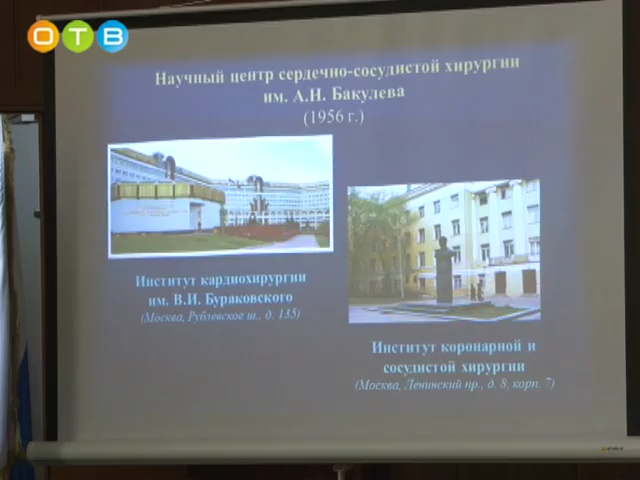 ОТВ
Научный центр сердечно-сосудистой хирургии
им. А.Н. Бакулева
(1956 г.)
Институт кардиохирургии
им. В.И. Бураковского
(Москва, Рублевское ш., д. 135)
Институт коронарной и
сосудистой хирургии
(Москва, Ленинский пр., д. 8, корп. 7)